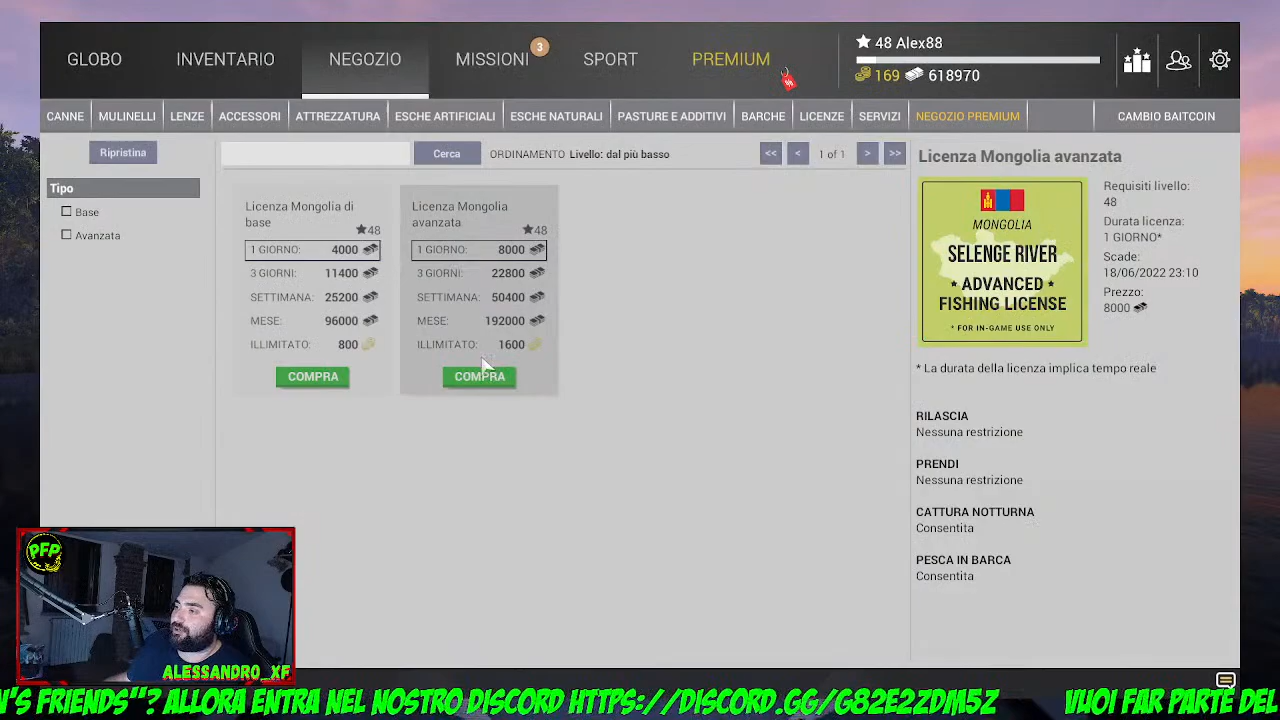 GLOBO INVENTARIO NEGOZIO MISSIONI 3 SPORT PREMIUM
48 Alex88
169 618970
CANNE MULINELLI LENZE ACCESSORI ATTREZZATURA ESCHE ARTIFICIALI ESCHE NATURALI PASTURE E ADDITIVI BARCHE LICENZE SERVIZI NEGOZIO PREMIUM CAMBIO BAITCOIN
Ripristina
Cerca ORDINAMENTO Livello: dal più basso << < 1 of 1 > >>
Tipo
Base
Avanzata
Licenza Mongolia di
base
48
1 GIORNO: 4000
3 GIORNI: 11400
SETTIMANA: 25200
MESE: 96000
ILLIMITATO: 800
COMPRA
Licenza Mongolia
avanzata
48
1 GIORNO: 8000
3 GIORNI: 22800
SETTIMANA: 50400
MESE: 192000
ILLIMITATO: 1600
COMPRA
Licenza Mongolia avanzata
MONGOLIA
SELENGE RIVER
★ ADVANCED ★
FISHING LICENSE
* FOR IN-GAME USE ONLY
Requisiti livello:
48
Durata licenza:
1 GIORNO*
Scade:
18/06/2022 23:10
Prezzo:
8000
* La durata della licenza implica tempo reale
RILASCIA
Nessuna restrizione
PRENDI
Nessuna restrizione
CATTURA NOTTURNA
Consentita
PESCA IN BARCA
Consentita
PFP
ALESSANDRO_XF
N'S FRIENDS"? ALLORA ENTRA NEL NOSTRO DISCORD HTTPS://DISCORD.GG/G82E2ZDM5Z VUOI FAR PARTE DEL